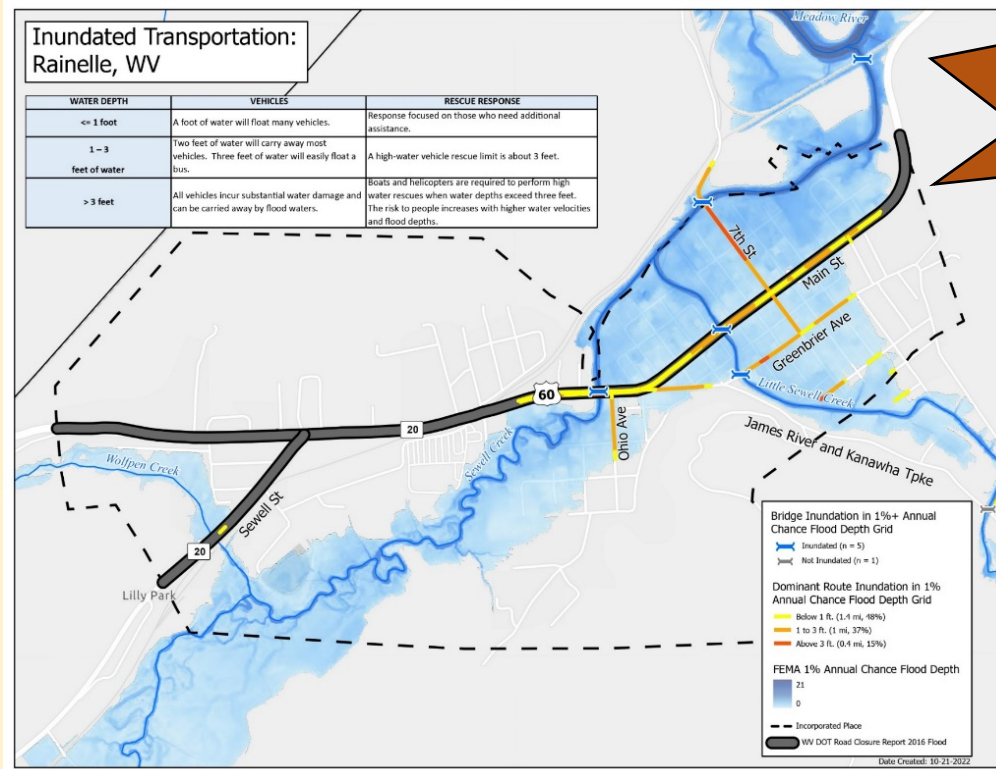 Inundated Transportation:
Rainelle, WV
WATER DEPTH VEHICLES RESCUE RESPONSE
<= 1 foot
A foot of water will float many vehicles.
Response focused on those who need additional
assistance.
1 – 3
feet of water
Two feet of water will carry away most
vehicles. Three feet of water will easily float a
bus.
A high-water vehicle rescue limit is about 3 feet.
> 3 feet
All vehicles incur substantial water damage and
can be carried away by flood waters.
Boats and helicopters are required to perform high
water rescues when water depths exceed three feet.
The risk to people increases with higher water velocities
and flood depths.
Meadow River
7th St
Main St
Greenbrier Ave
Little Sewell Creek
James River and Kanawha Tpke
60
Ohio Ave
20
Sewell Creek
Wolfpen Creek
Sewell St
20
Lilly Park
Bridge Inundation in 1%+ Annual
Chance Flood Depth Grid
Inundated (n = 5)
Not Inundated (n = 1)
Dominant Route Inundation in 1%
Annual Chance Flood Depth Grid
Below 1 ft. (1.4 mi, 48%)
1 to 3 ft. (1 mi, 37%)
Above 3 ft. (0.4 mi, 15%)
FEMA 1% Annual Chance Flood Depth
21
0
Incorporated Place
WV DOT Road Closure Report 2016 Flood
Date Created: 10-21-2022